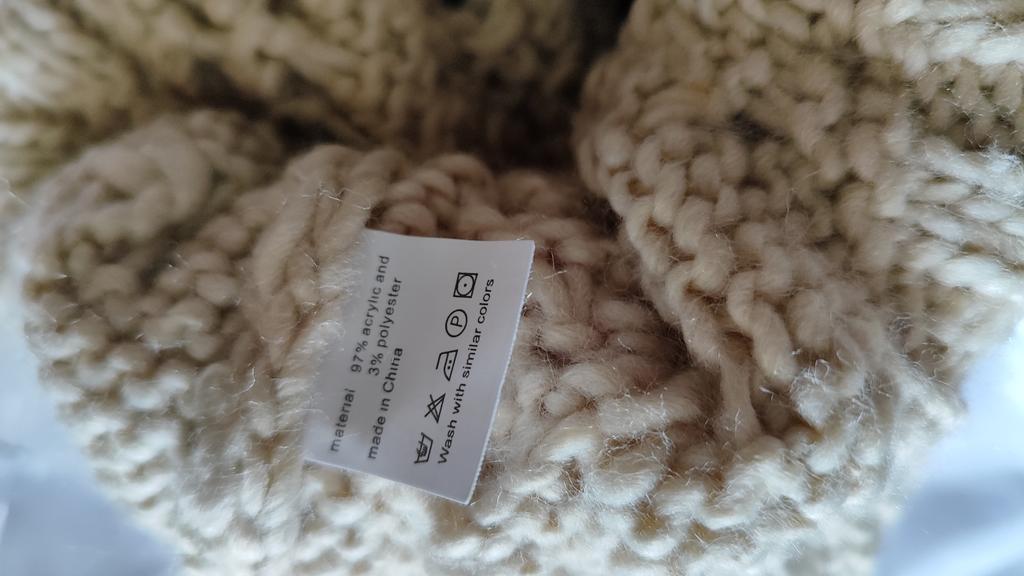 material 97% acrylic and
3% polyester
made in China
P
Wash with similar colors